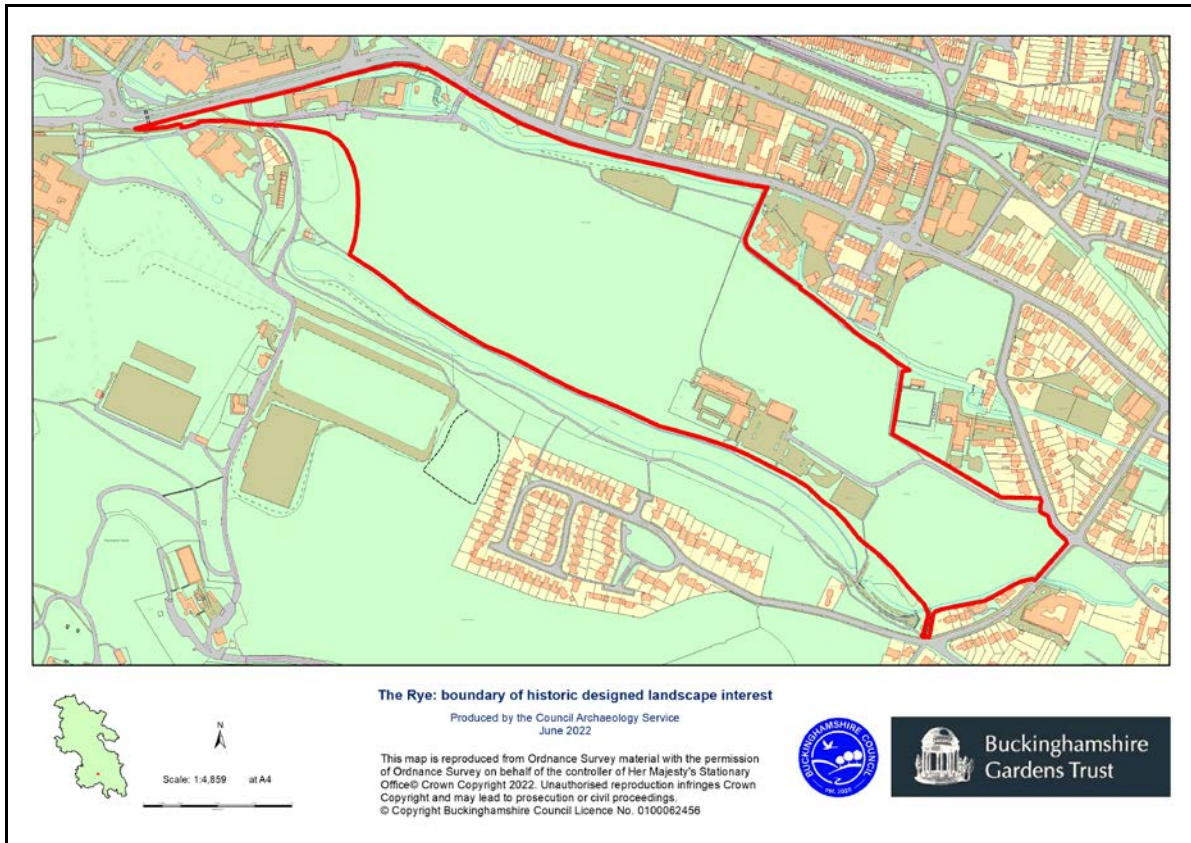 The Rye: boundary of historic designed landscape interest
Produced by the Council Archaeology Service
June 2022
N
Scale: 1:4,859 at A4
This map is reproduced from Ordnance Survey material with the permission
of Ordnance Survey on behalf of the controller of Her Majesty's Stationary
Office© Crown Copyright 2022. Unauthorised reproduction infringes Crown
Copyright and may lead to prosecution or civil proceedings.
© Copyright Buckinghamshire Council Licence No. 0100062456
BUCKINGHAMSHIRE COUNCIL
EST. 2020
Buckinghamshire
Gardens Trust